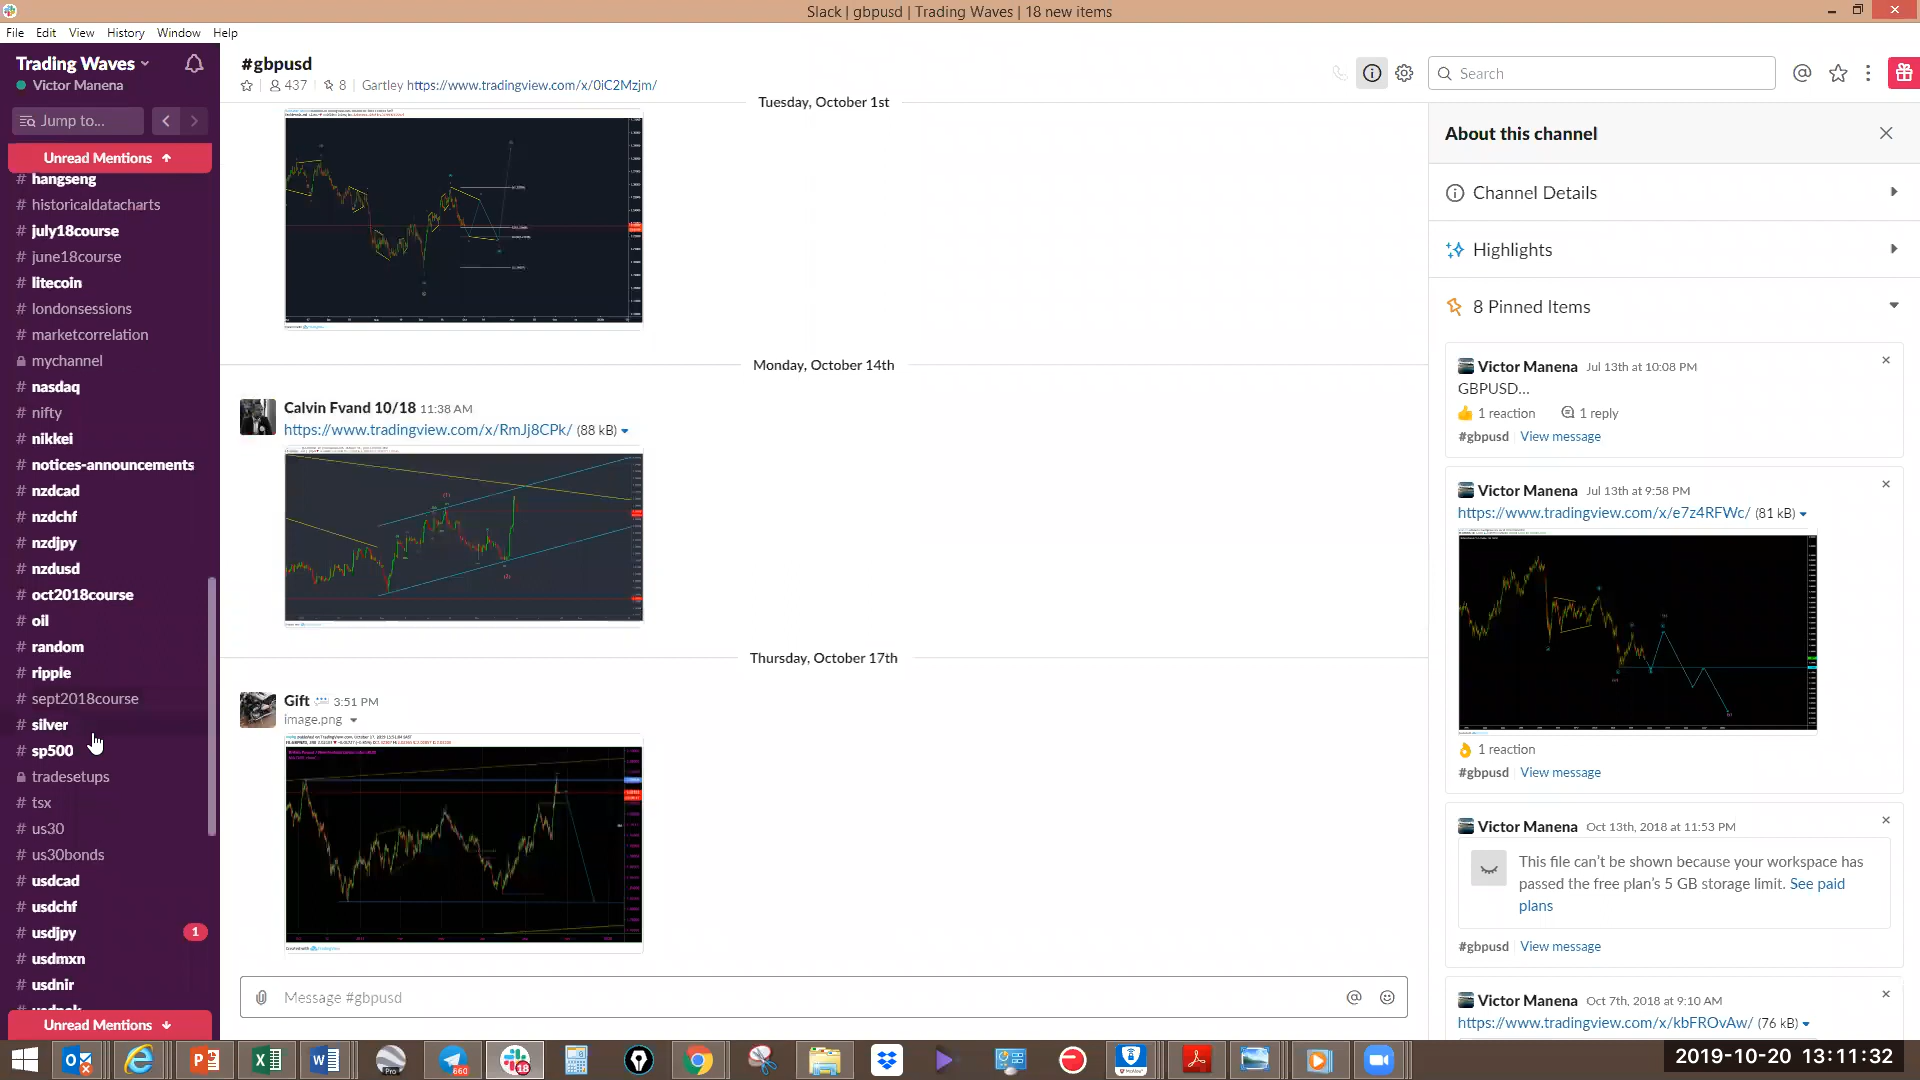 Slack | gbpusd | Trading Waves | 18 new items
File Edit View History Window Help
Trading Waves
Victor Manena
Jump to...
Unread Mentions
# hangseng
# historicaldatacharts
# july18course
# june18course
# litecoin
# londonsessions
# marketcorrelation
mychannel
# nasdaq
# nifty
# nikkei
# notices-announcements
# nzdcad
# nzdchf
# nzdjpy
# nzdusd
# oct2018course
# oil
# random
# ripple
# sept2018course
# silver
# sp500
tradesetups
# tsx
# us30
# us30bonds
# usdcad
# usdchf
# usdjpy 1
# usdmxn
# usdnir
Unread Mentions
#gbpusd
437 8 Gartley https://www.tradingview.com/x/0iC2Mzjm/
Search
Tuesday, October 1st
Monday, October 14th
Calvin Fvand 10/18 11:38 AM
https://www.tradingview.com/x/RmJj8CPk/ (88 kB)
Thursday, October 17th
Gift 3:51 PM
image.png
Message #gbpusd
About this channel
Channel Details
Highlights
8 Pinned Items
Victor Manena Jul 13th at 10:08 PM
GBPUSD...
1 reaction 1 reply
#gbpusd View message
Victor Manena Jul 13th at 9:58 PM
https://www.tradingview.com/x/e7z4RFWc/ (81 kB)
1 reaction
#gbpusd View message
Victor Manena Oct 13th, 2018 at 11:53 PM
This file can't be shown because your workspace has
passed the free plan's 5 GB storage limit. See paid
plans
#gbpusd View message
Victor Manena Oct 7th, 2018 at 9:10 AM
https://www.tradingview.com/x/kbFROvAw/ (76 kB)
Pro
660
18
2019-10-20 13:11:32